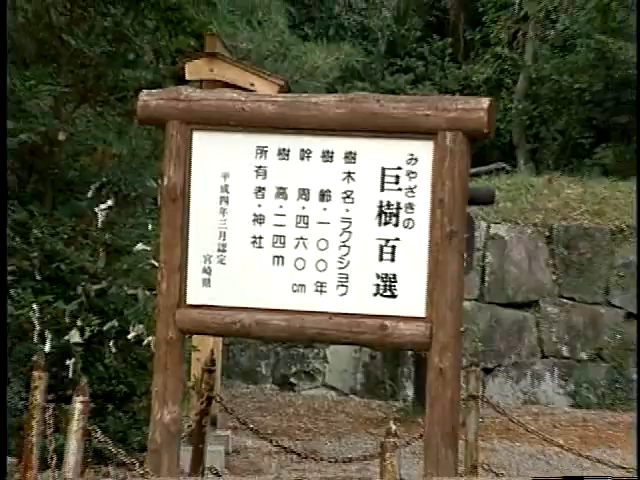 みやざきの
巨樹百選
樹木名・ラクウショウ
樹齢・一〇〇年
幹周・四六〇cm
樹高・二四m
所有者・神社
平成四年三月認定
宮崎県